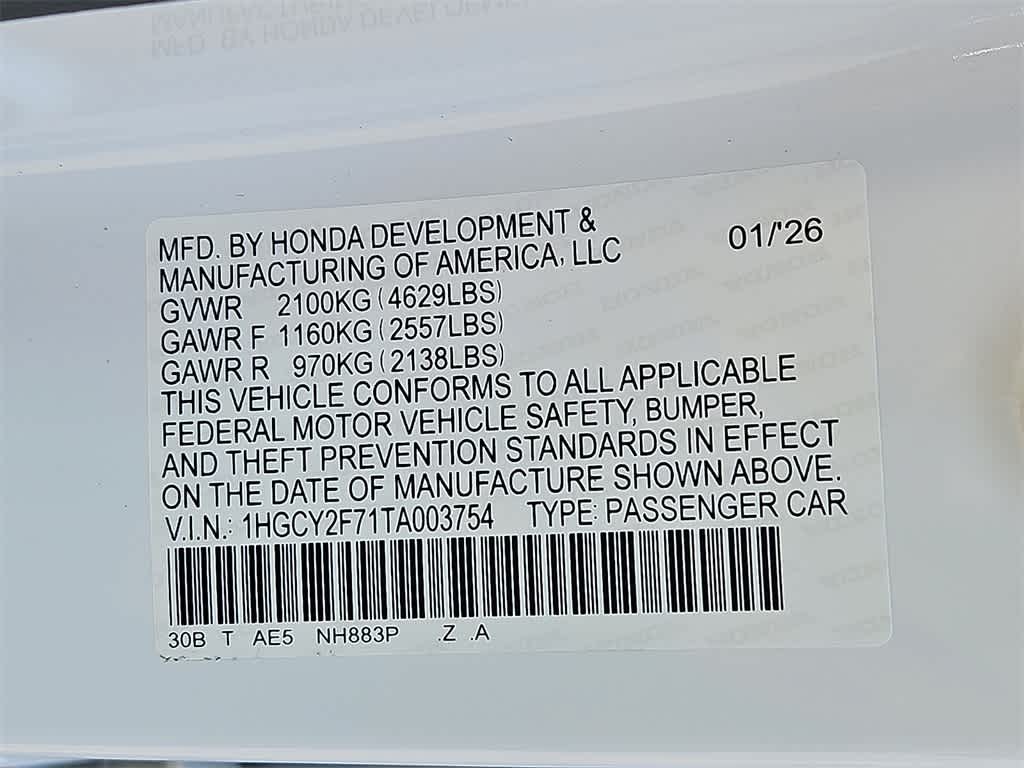 MFD. BY HONDA DEVELOPMENT &
MANUFACTURING OF AMERICA, LLC
01/'26
GVWR 2100KG (4629LBS)
GAWR F 1160KG (2557LBS)
GAWR R 970KG (2138LBS)
THIS VEHICLE CONFORMS TO ALL APPLICABLE
FEDERAL MOTOR VEHICLE SAFETY, BUMPER,
AND THEFT PREVENTION STANDARDS IN EFFECT
ON THE DATE OF MANUFACTURE SHOWN ABOVE.
V.I.N.: 1HGCY2F71TA003754 TYPE: PASSENGER CAR
30B T AE5 NH883P .Z .A